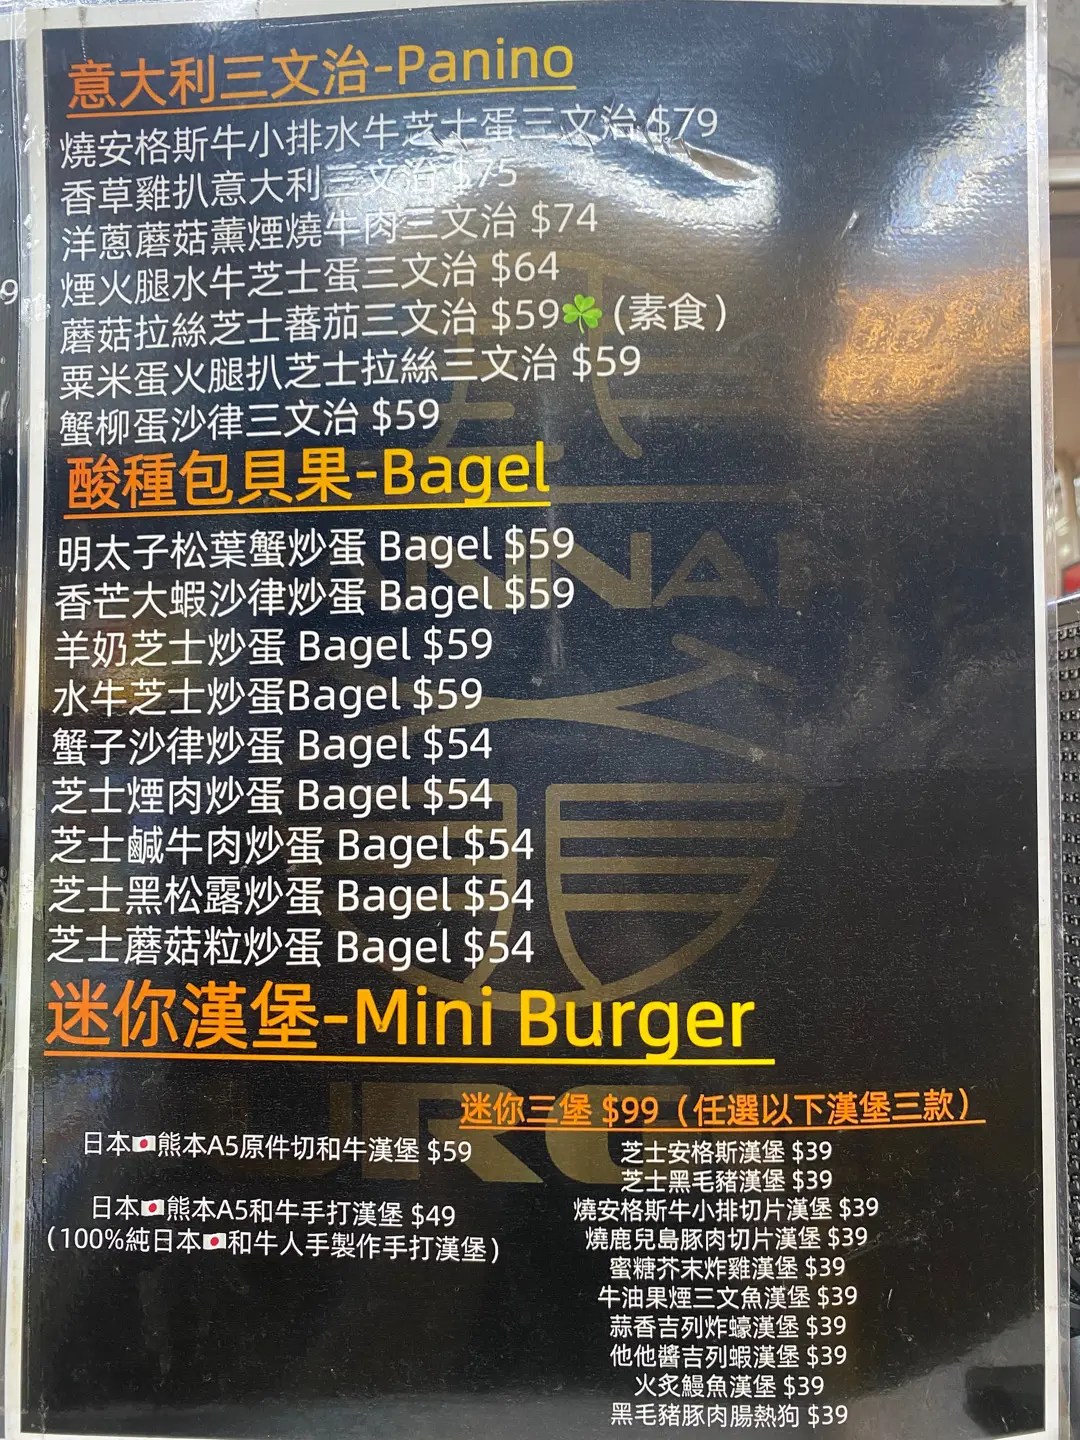 意大利三文治-Panino
燒安格斯牛小排水牛芝士蛋三文治 $79
香草雞扒意大利三文治 $75
洋蔥蘑菇薰煙燒牛肉三文治 $74
煙火腿水牛芝士蛋三文治 $64
蘑菇拉絲芝士蕃茄三文治 $59☘️(素食)
粟米蛋火腿扒芝士拉絲三文治 $59
蟹柳蛋沙律三文治 $59
酸種包貝果-Bagel
明太子松葉蟹炒蛋 Bagel $59
香芒大蝦沙律炒蛋 Bagel $59
羊奶芝士炒蛋 Bagel $59
水牛芝士炒蛋Bagel $59
蟹子沙律炒蛋 Bagel $54
芝士煙肉炒蛋 Bagel $54
芝士鹹牛肉炒蛋 Bagel $54
芝士黑松露炒蛋 Bagel $54
芝士蘑菇粒炒蛋 Bagel $54
迷你漢堡-Mini Burger
日本🇯🇵熊本A5原件切和牛漢堡 $59
日本🇯🇵熊本A5和牛手打漢堡 $49
(100%純日本🇯🇵和牛人手製作手打漢堡)
迷你三堡 $99（任選以下漢堡三款）
芝士安格斯漢堡 $39
芝士黑毛豬漢堡 $39
燒安格斯牛小排切片漢堡 $39
燒鹿兒島豚肉切片漢堡 $39
蜜糖芥末炸雞漢堡 $39
牛油果煙三文魚漢堡 $39
蒜香吉列炸蠔漢堡 $39
他他醬吉列蝦漢堡 $39
火炙鰻魚漢堡 $39
黑毛豬豚肉腸熱狗 $39